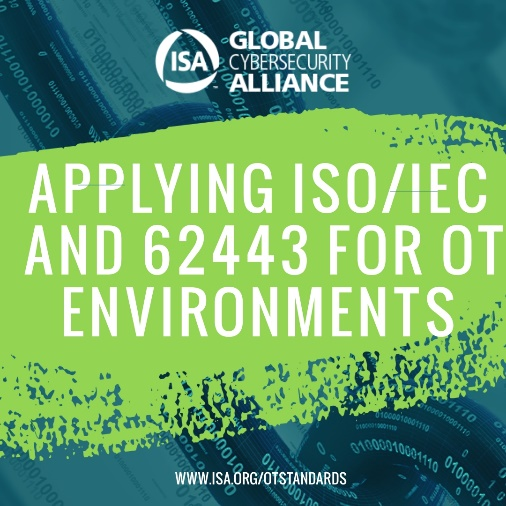 ISA
GLOBAL
CYBERSECURITY
ALLIANCE
APPLYING ISO/IEC
AND 62443 FOR OT
ENVIRONMENTS
WWW.ISA.ORG/OTSTANDARDS